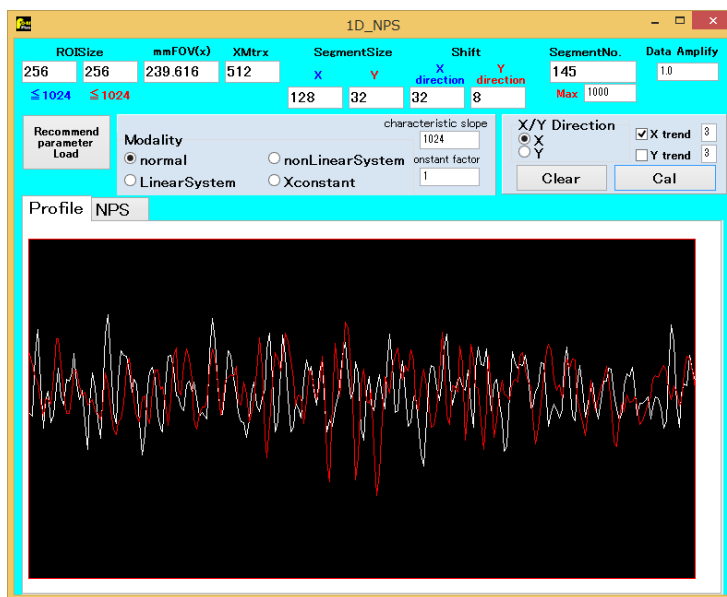 1D_NPS
ROISize mmFOV(x) XMtrx SegmentSize Shift SegmentNo. Data Amplify
X Y X direction Y direction
256 256 239.616 512 145 1.0
≦1024 ≦1024 128 32 32 8 Max 1000
Recommend parameter Load
Modality
characteristic slope
1024
normal nonLinearSystem onstant factor
LinearSystem Xconstant 1
X/Y Direction
X
Y
X trend 3
Y trend 3
Clear Cal
Profile NPS